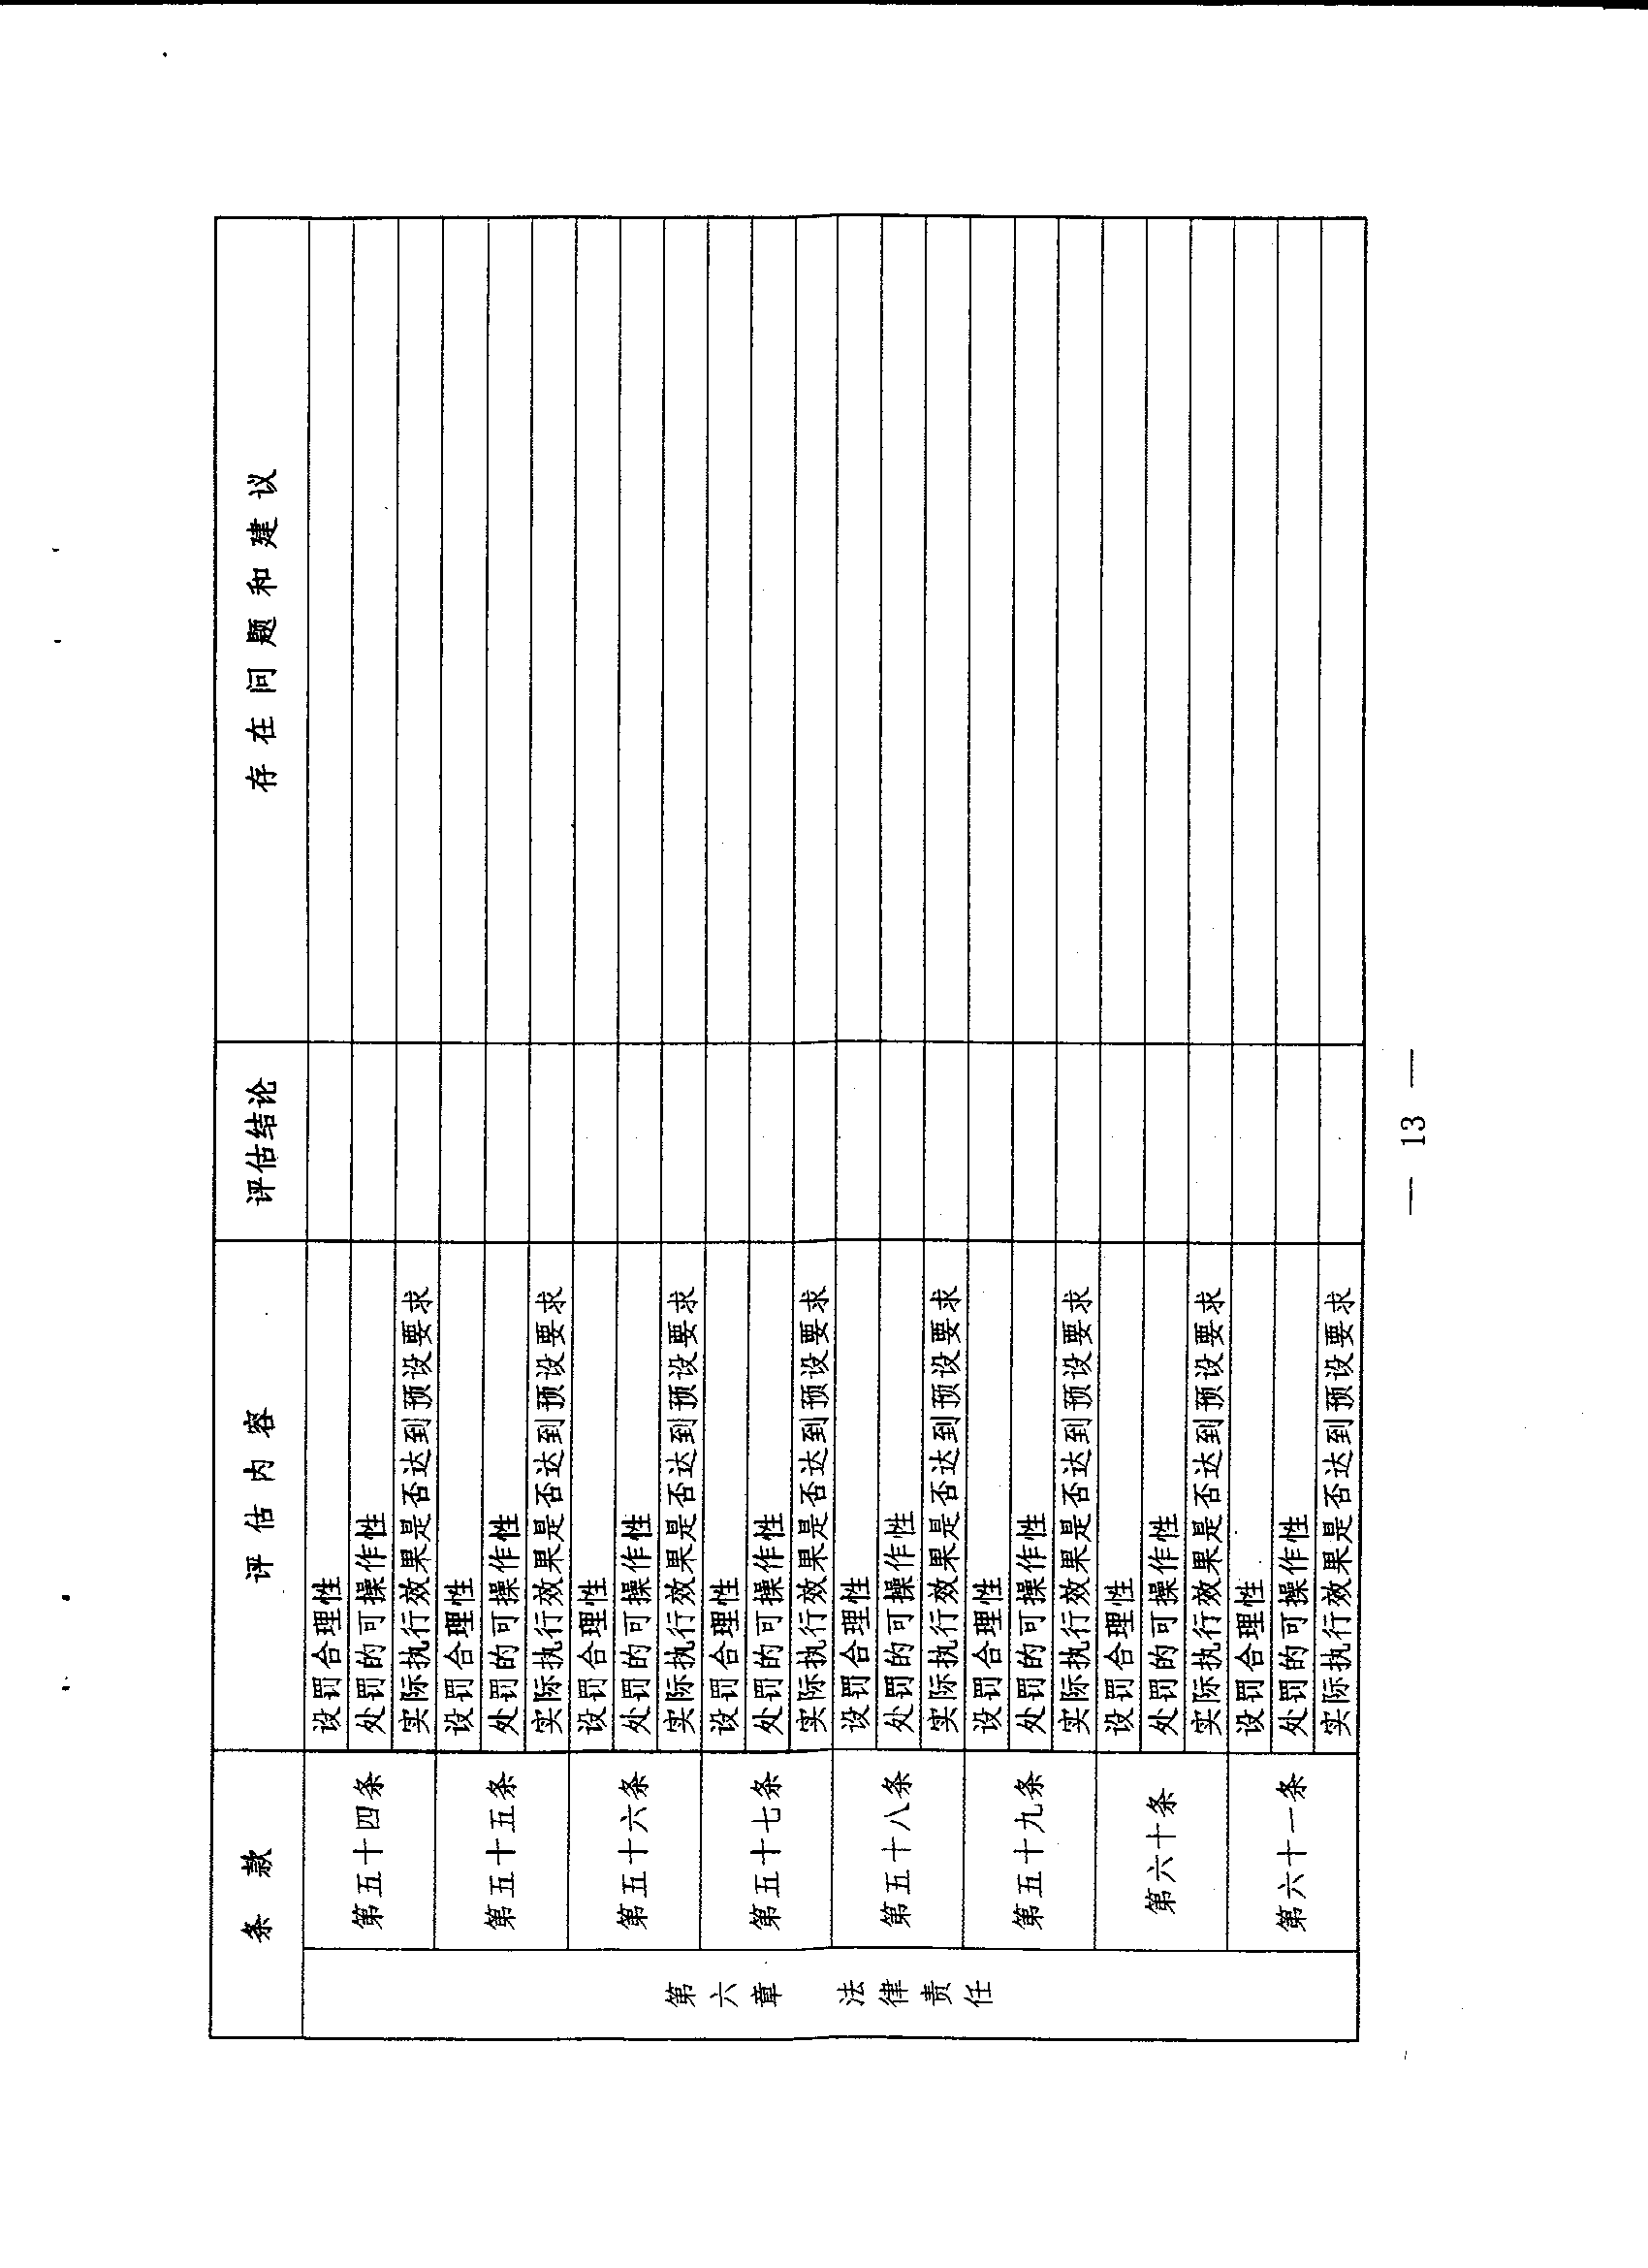 条 款 评 估 内 容 评估结论 存 在 问 题 和 建 议
第六章 法律责任
第五十四条
设罚合理性
处罚的可操作性
实际执行效果是否达到预设要求
第五十五条
设罚合理性
处罚的可操作性
实际执行效果是否达到预设要求
第五十六条
设罚合理性
处罚的可操作性
实际执行效果是否达到预设要求
第五十七条
设罚合理性
处罚的可操作性
实际执行效果是否达到预设要求
第五十八条
设罚合理性
处罚的可操作性
实际执行效果是否达到预设要求
第五十九条
设罚合理性
处罚的可操作性
实际执行效果是否达到预设要求
第六十条
设罚合理性
处罚的可操作性
实际执行效果是否达到预设要求
第六十一条
设罚合理性
处罚的可操作性
实际执行效果是否达到预设要求
— 13 —